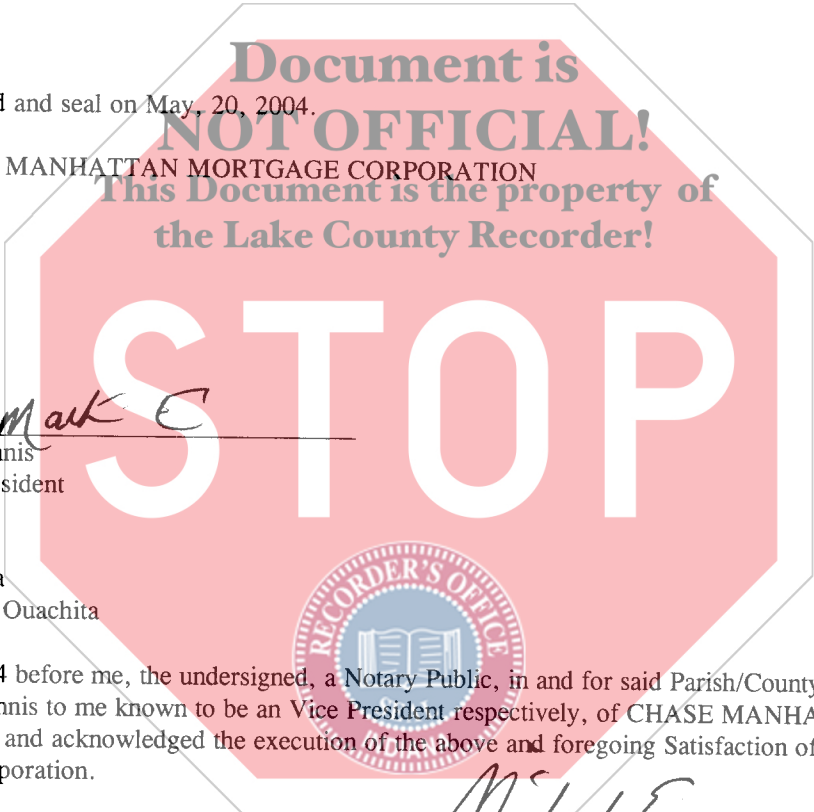 Document is
and seal on May, 20, 2004.
NOT OFFICIAL!
MANHATTAN MORTGAGE CORPORATION
This Document is the property of
the Lake County Recorder!
STOP
Mark E
nnis
sident
a
Ouachita
RECORDER'S OFFICE
INDIANA
4 before me, the undersigned, a Notary Public, in and for said Parish/County
nnis to me known to be an Vice President respectively, of CHASE MANHA
and acknowledged the execution of the above and foregoing Satisfaction of
poration.